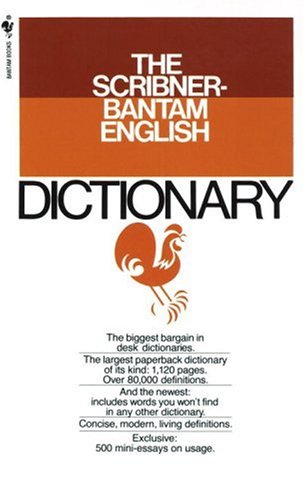 BANTAM BOOKS
THE
SCRIBNER-
BANTAM
ENGLISH
DICTIONARY
The biggest bargain in
desk dictionaries.
The largest paperback dictionary
of its kind: 1,120 pages.
Over 80,000 definitions.
And the newest:
includes words you won't find
in any other dictionary.
Concise, modern, living definitions.
Exclusive:
500 mini-essays on usage.